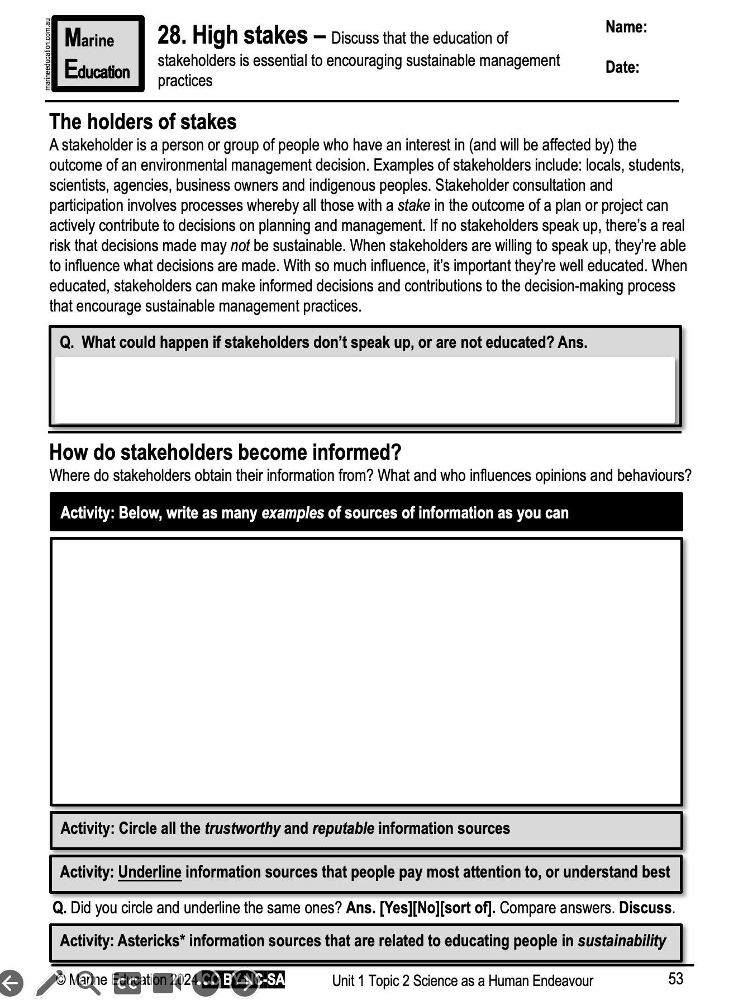 marineeducation.com.au
Marine
Education
28. High stakes – Discuss that the education of
stakeholders is essential to encouraging sustainable management
practices
Name:
Date:
The holders of stakes
A stakeholder is a person or group of people who have an interest in (and will be affected by) the
outcome of an environmental management decision. Examples of stakeholders include: locals, students,
scientists, agencies, business owners and indigenous peoples. Stakeholder consultation and
participation involves processes whereby all those with a stake in the outcome of a plan or project can
actively contribute to decisions on planning and management. If no stakeholders speak up, there’s a real
risk that decisions made may not be sustainable. When stakeholders are willing to speak up, they’re able
to influence what decisions are made. With so much influence, it’s important they’re well educated. When
educated, stakeholders can make informed decisions and contributions to the decision-making process
that encourage sustainable management practices.
Q. What could happen if stakeholders don’t speak up, or are not educated? Ans.
How do stakeholders become informed?
Where do stakeholders obtain their information from? What and who influences opinions and behaviours?
Activity: Below, write as many examples of sources of information as you can
Activity: Circle all the trustworthy and reputable information sources
Activity: Underline information sources that people pay most attention to, or understand best
Q. Did you circle and underline the same ones? Ans. [Yes][No][sort of]. Compare answers. Discuss.
Activity: Astericks* information sources that are related to educating people in sustainability
© Marine Education 2024 CC BY-NC-SA
Unit 1 Topic 2 Science as a Human Endeavour
53